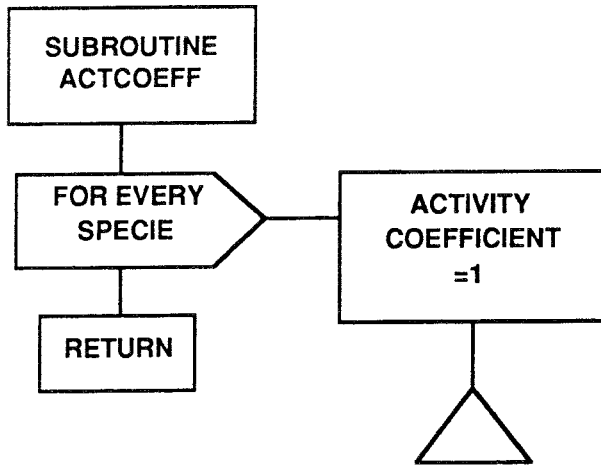 SUBROUTINE
ACTCOEFF
FOR EVERY
SPECIE
ACTIVITY
COEFFICIENT
=1
RETURN